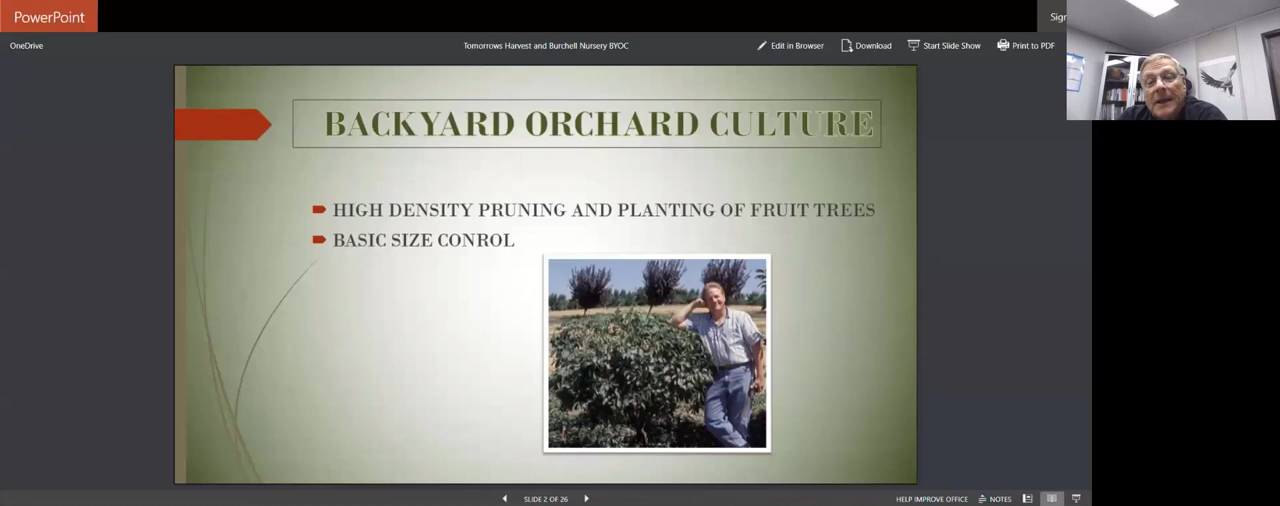 PowerPoint
Sign
OneDrive
Tomorrows Harvest and Burchell Nursery BYOC
Edit in Browser
Download
Start Slide Show
Print to PDF
BACKYARD ORCHARD CULTURE
HIGH DENSITY PRUNING AND PLANTING OF FRUIT TREES
BASIC SIZE CONROL
SLIDE 2 OF 26
HELP IMPROVE OFFICE
NOTES